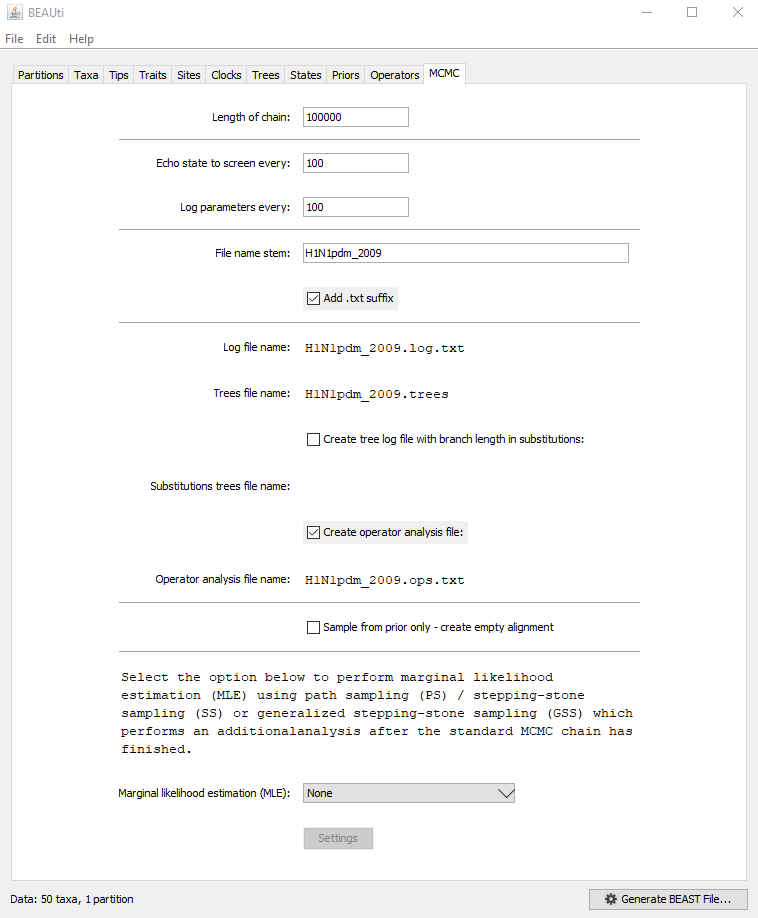 BEAUti
File Edit Help
Partitions Taxa Tips Traits Sites Clocks Trees States Priors Operators MCMC
Length of chain: 100000
Echo state to screen every: 100
Log parameters every: 100
File name stem: H1N1pdm_2009
Add .txt suffix
Log file name: H1N1pdm_2009.log.txt
Trees file name: H1N1pdm_2009.trees
Create tree log file with branch length in substitutions:
Substitutions trees file name:
Create operator analysis file:
Operator analysis file name: H1N1pdm_2009.ops.txt
Sample from prior only - create empty alignment
Select the option below to perform marginal likelihood
estimation (MLE) using path sampling (PS) / stepping-stone
sampling (SS) or generalized stepping-stone sampling (GSS) which
performs an additionalanalysis after the standard MCMC chain has
finished.
Marginal likelihood estimation (MLE): None
Settings
Data: 50 taxa, 1 partition
Generate BEAST File...